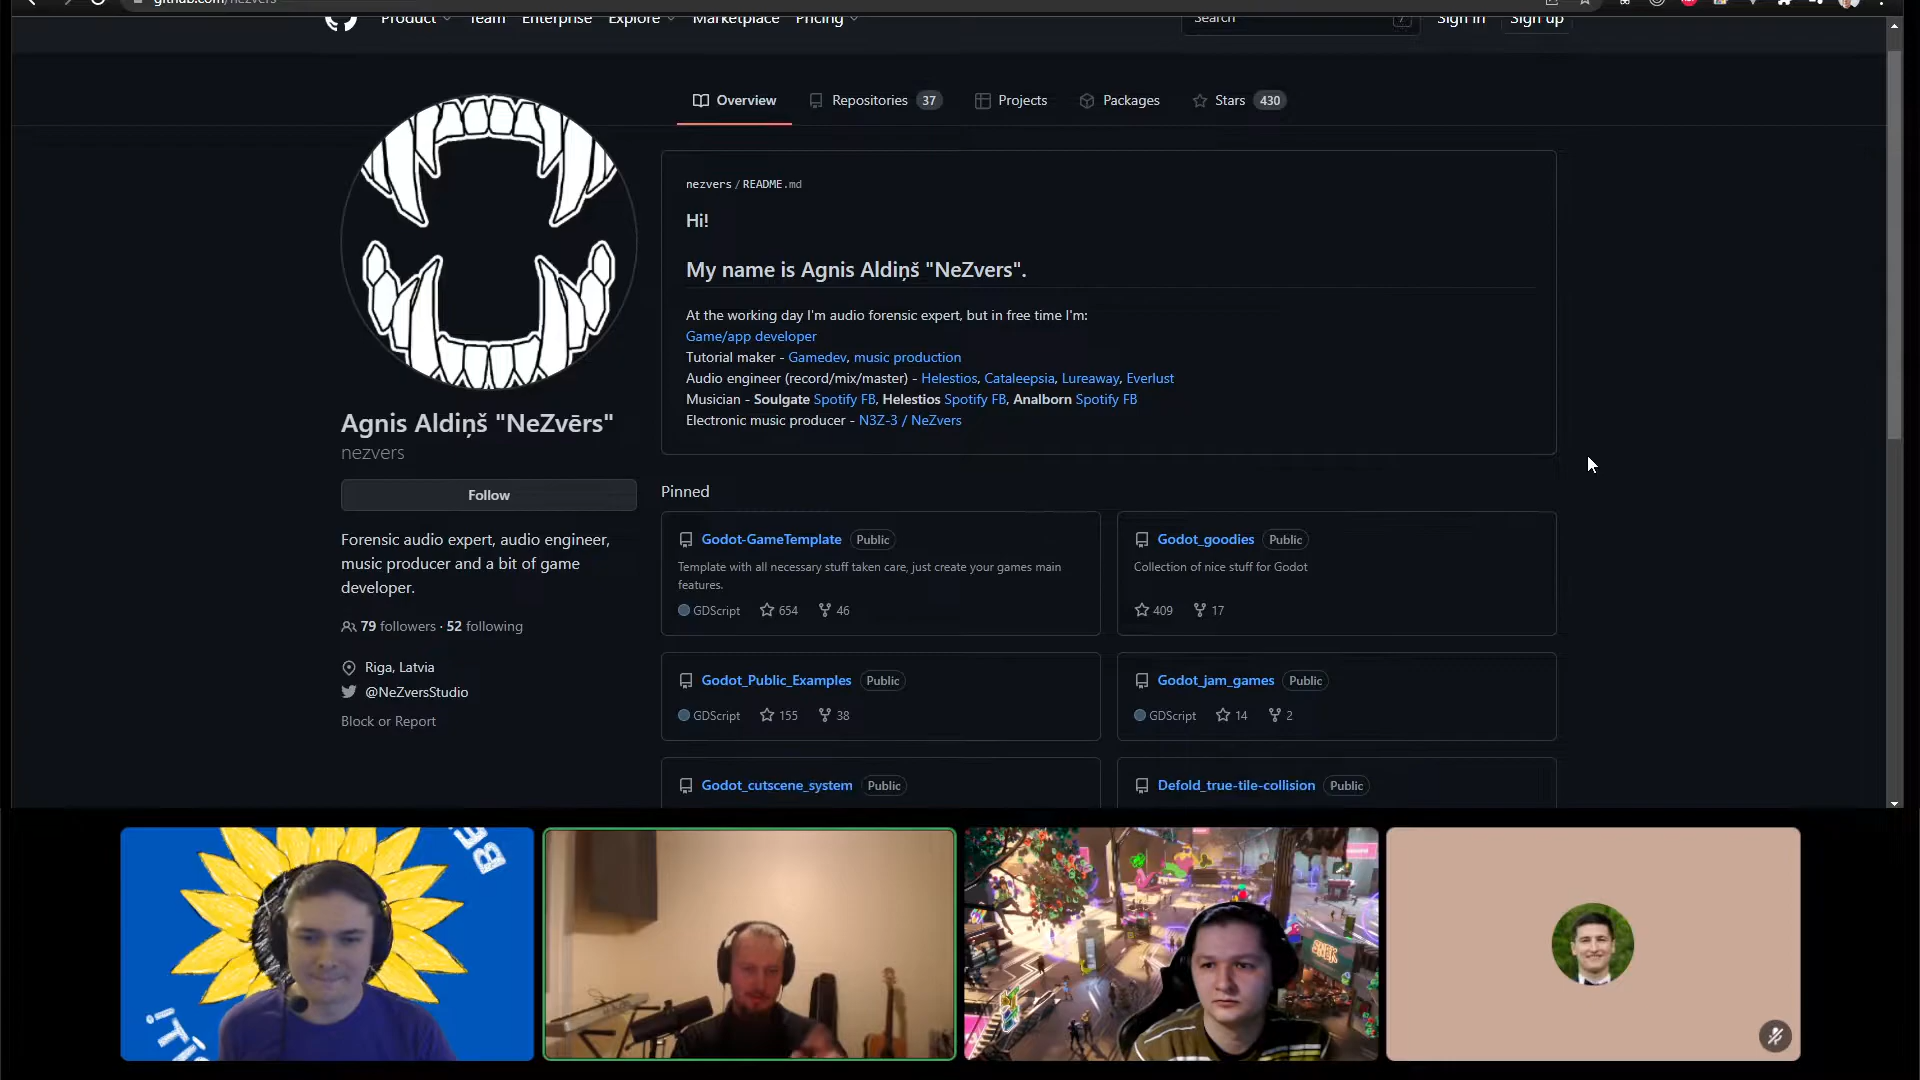 github.com/nezvers
Product Team Enterprise Explore Marketplace Pricing
Search / Sign in Sign up
Overview Repositories 37 Projects Packages Stars 430
nezvers / README.md
Hi!
My name is Agnis Aldiņš "NeZvers".
At the working day I'm audio forensic expert, but in free time I'm:
Game/app developer
Tutorial maker - Gamedev, music production
Audio engineer (record/mix/master) - Helestios, Cataleepsia, Lureaway, Everlust
Musician - Soulgate Spotify FB, Helestios Spotify FB, Analborn Spotify FB
Electronic music producer - N3Z-3 / NeZvers
Agnis Aldiņš "NeZvērs"
nezvers
Follow
Forensic audio expert, audio engineer,
music producer and a bit of game
developer.
79 followers · 52 following
Riga, Latvia
@NeZversStudio
Block or Report
Pinned
Godot-GameTemplate Public
Template with all necessary stuff taken care, just create your games main
features.
GDScript 654 46
Godot_goodies Public
Collection of nice stuff for Godot
409 17
Godot_Public_Examples Public
GDScript 155 38
Godot_jam_games Public
GDScript 14 2
Godot_cutscene_system Public
Defold_true-tile-collision Public